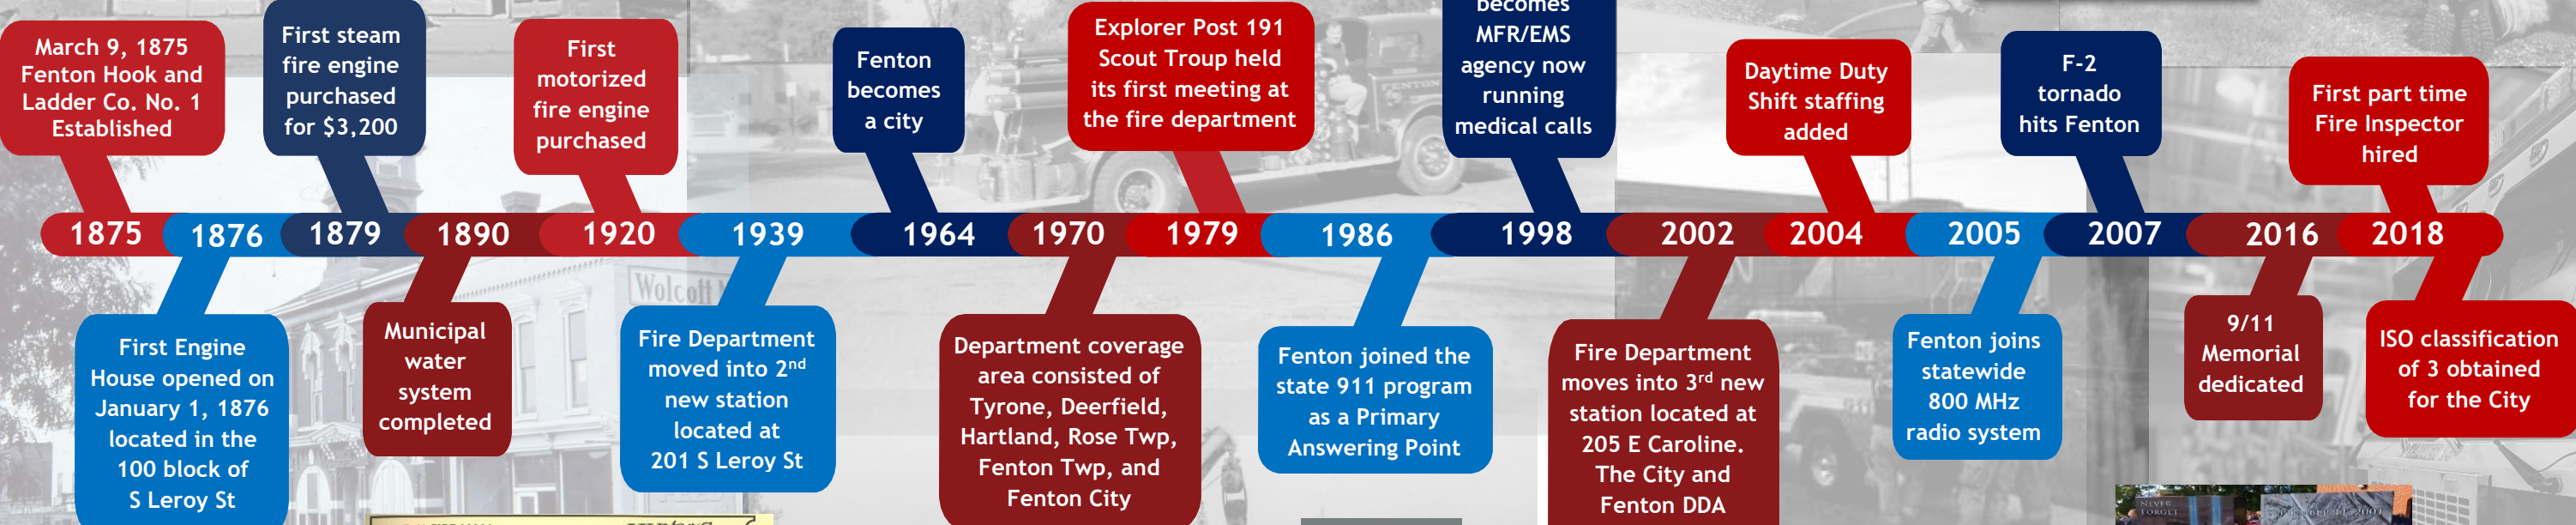 March 9, 1875
Fenton Hook and
Ladder Co. No. 1
Established
First steam
fire engine
purchased
for $3,200
First
motorized
fire engine
purchased
Fenton
becomes
a city
Explorer Post 191
Scout Troup held
its first meeting at
the fire department
becomes
MFR/EMS
agency now
running
medical calls
Daytime Duty
Shift staffing
added
F-2
tornado
hits Fenton
First part time
Fire Inspector
hired
1875
1876
1879
1890
1920
1939
1964
1970
1979
1986
1998
2002
2004
2005
2007
2016
2018
First Engine
House opened on
January 1, 1876
located in the
100 block of
S Leroy St
Municipal
water
system
completed
Fire Department
moved into 2nd
new station
located at
201 S Leroy St
Department coverage
area consisted of
Tyrone, Deerfield,
Hartland, Rose Twp,
Fenton Twp, and
Fenton City
Fenton joined the
state 911 program
as a Primary
Answering Point
Fire Department
moves into 3rd new
station located at
205 E Caroline.
The City and
Fenton DDA
Fenton joins
statewide
800 MHz
radio system
9/11
Memorial
dedicated
ISO classification
of 3 obtained
for the City
Wolcott
FENTON
NEVER
FORGET